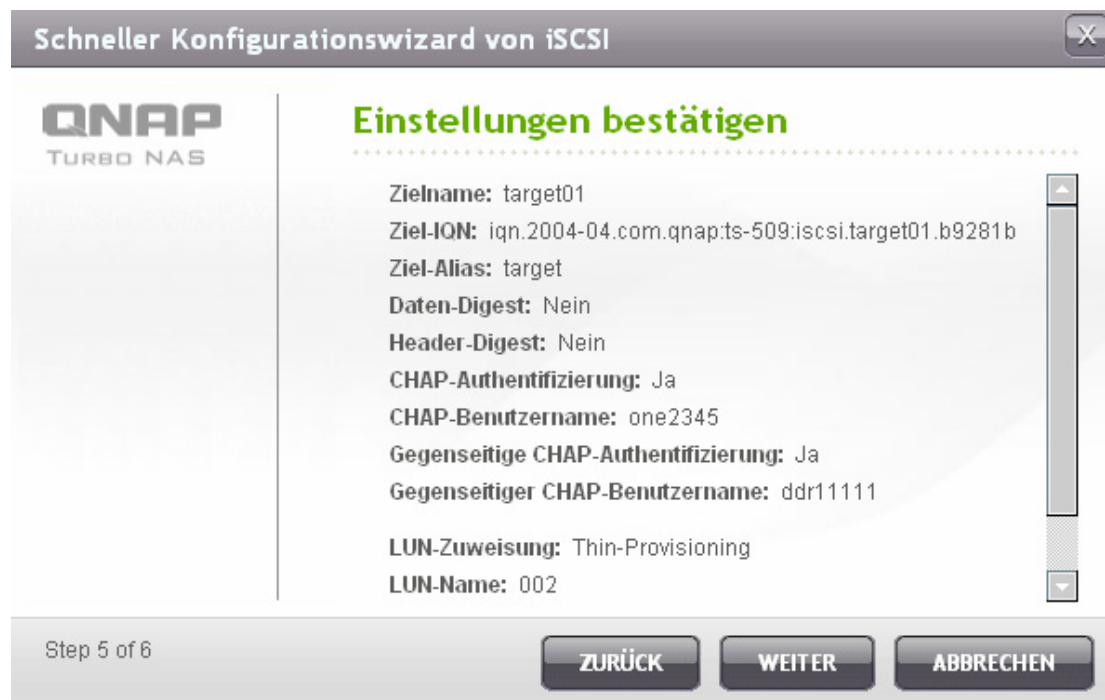 Schneller Konfigurationswizard von iSCSI
X
QNAP
TURBO NAS
Einstellungen bestätigen
Zielname: target01
Ziel-IQN: iqn.2004-04.com.qnap:ts-509:iscsi.target01.b9281b
Ziel-Alias: target
Daten-Digest: Nein
Header-Digest: Nein
CHAP-Authentifizierung: Ja
CHAP-Benutzername: one2345
Gegenseitige CHAP-Authentifizierung: Ja
Gegenseitiger CHAP-Benutzername: ddr11111
LUN-Zuweisung: Thin-Provisioning
LUN-Name: 002
Step 5 of 6
ZURÜCK
WEITER
ABBRECHEN